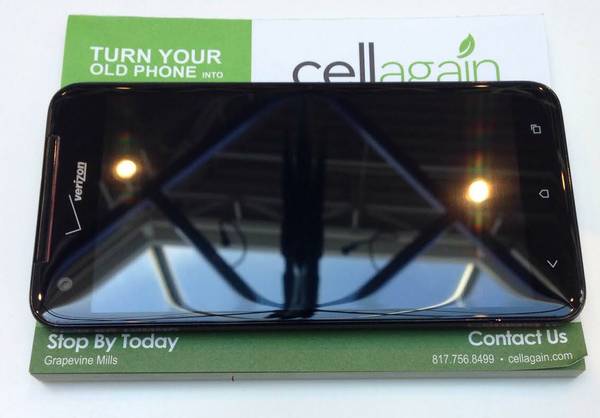 TURN YOUR
OLD PHONE INTO
cellagain
verizon
Stop By Today
Contact Us
Grapevine Mills
817.756.8499 • cellagain.com